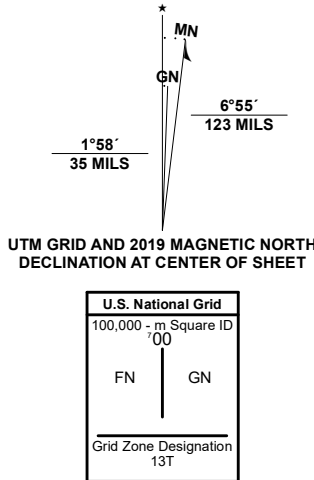 ★
MN
GN
6°55´
123 MILS
1°58´
35 MILS
UTM GRID AND 2019 MAGNETIC NORTH
DECLINATION AT CENTER OF SHEET
U.S. National Grid
100,000 - m Square ID
⁷00
FN GN
Grid Zone Designation
13T